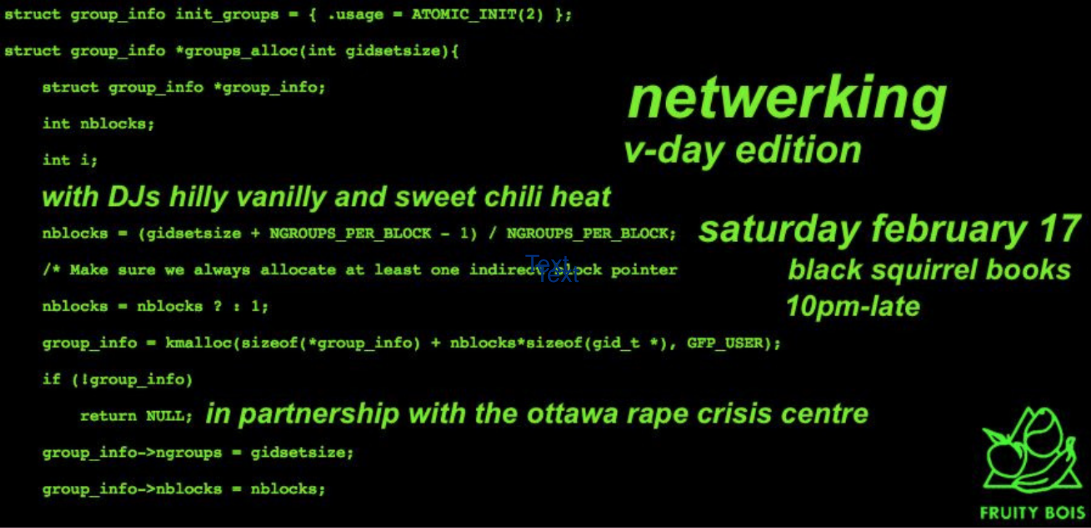 struct group_info init_groups = { .usage = ATOMIC_INIT(2) };
struct group_info *groups_alloc(int gidsetsize){
struct group_info *group_info;
int nblocks;
int i;
netwerking
v-day edition
with DJs hilly vanilly and sweet chili heat
nblocks = (gidsetsize + NGROUPS_PER_BLOCK - 1) / NGROUPS_PER_BLOCK;
saturday february 17
/* Make sure we always allocate at least one indirect block pointer
Text
Text
black squirrel books
nblocks = nblocks ? : 1;
10pm-late
group_info = kmalloc(sizeof(*group_info) + nblocks*sizeof(gid_t *), GFP_USER);
if (!group_info)
return NULL;
in partnership with the ottawa rape crisis centre
group_info->ngroups = gidsetsize;
group_info->nblocks = nblocks;
FRUITY BOIS